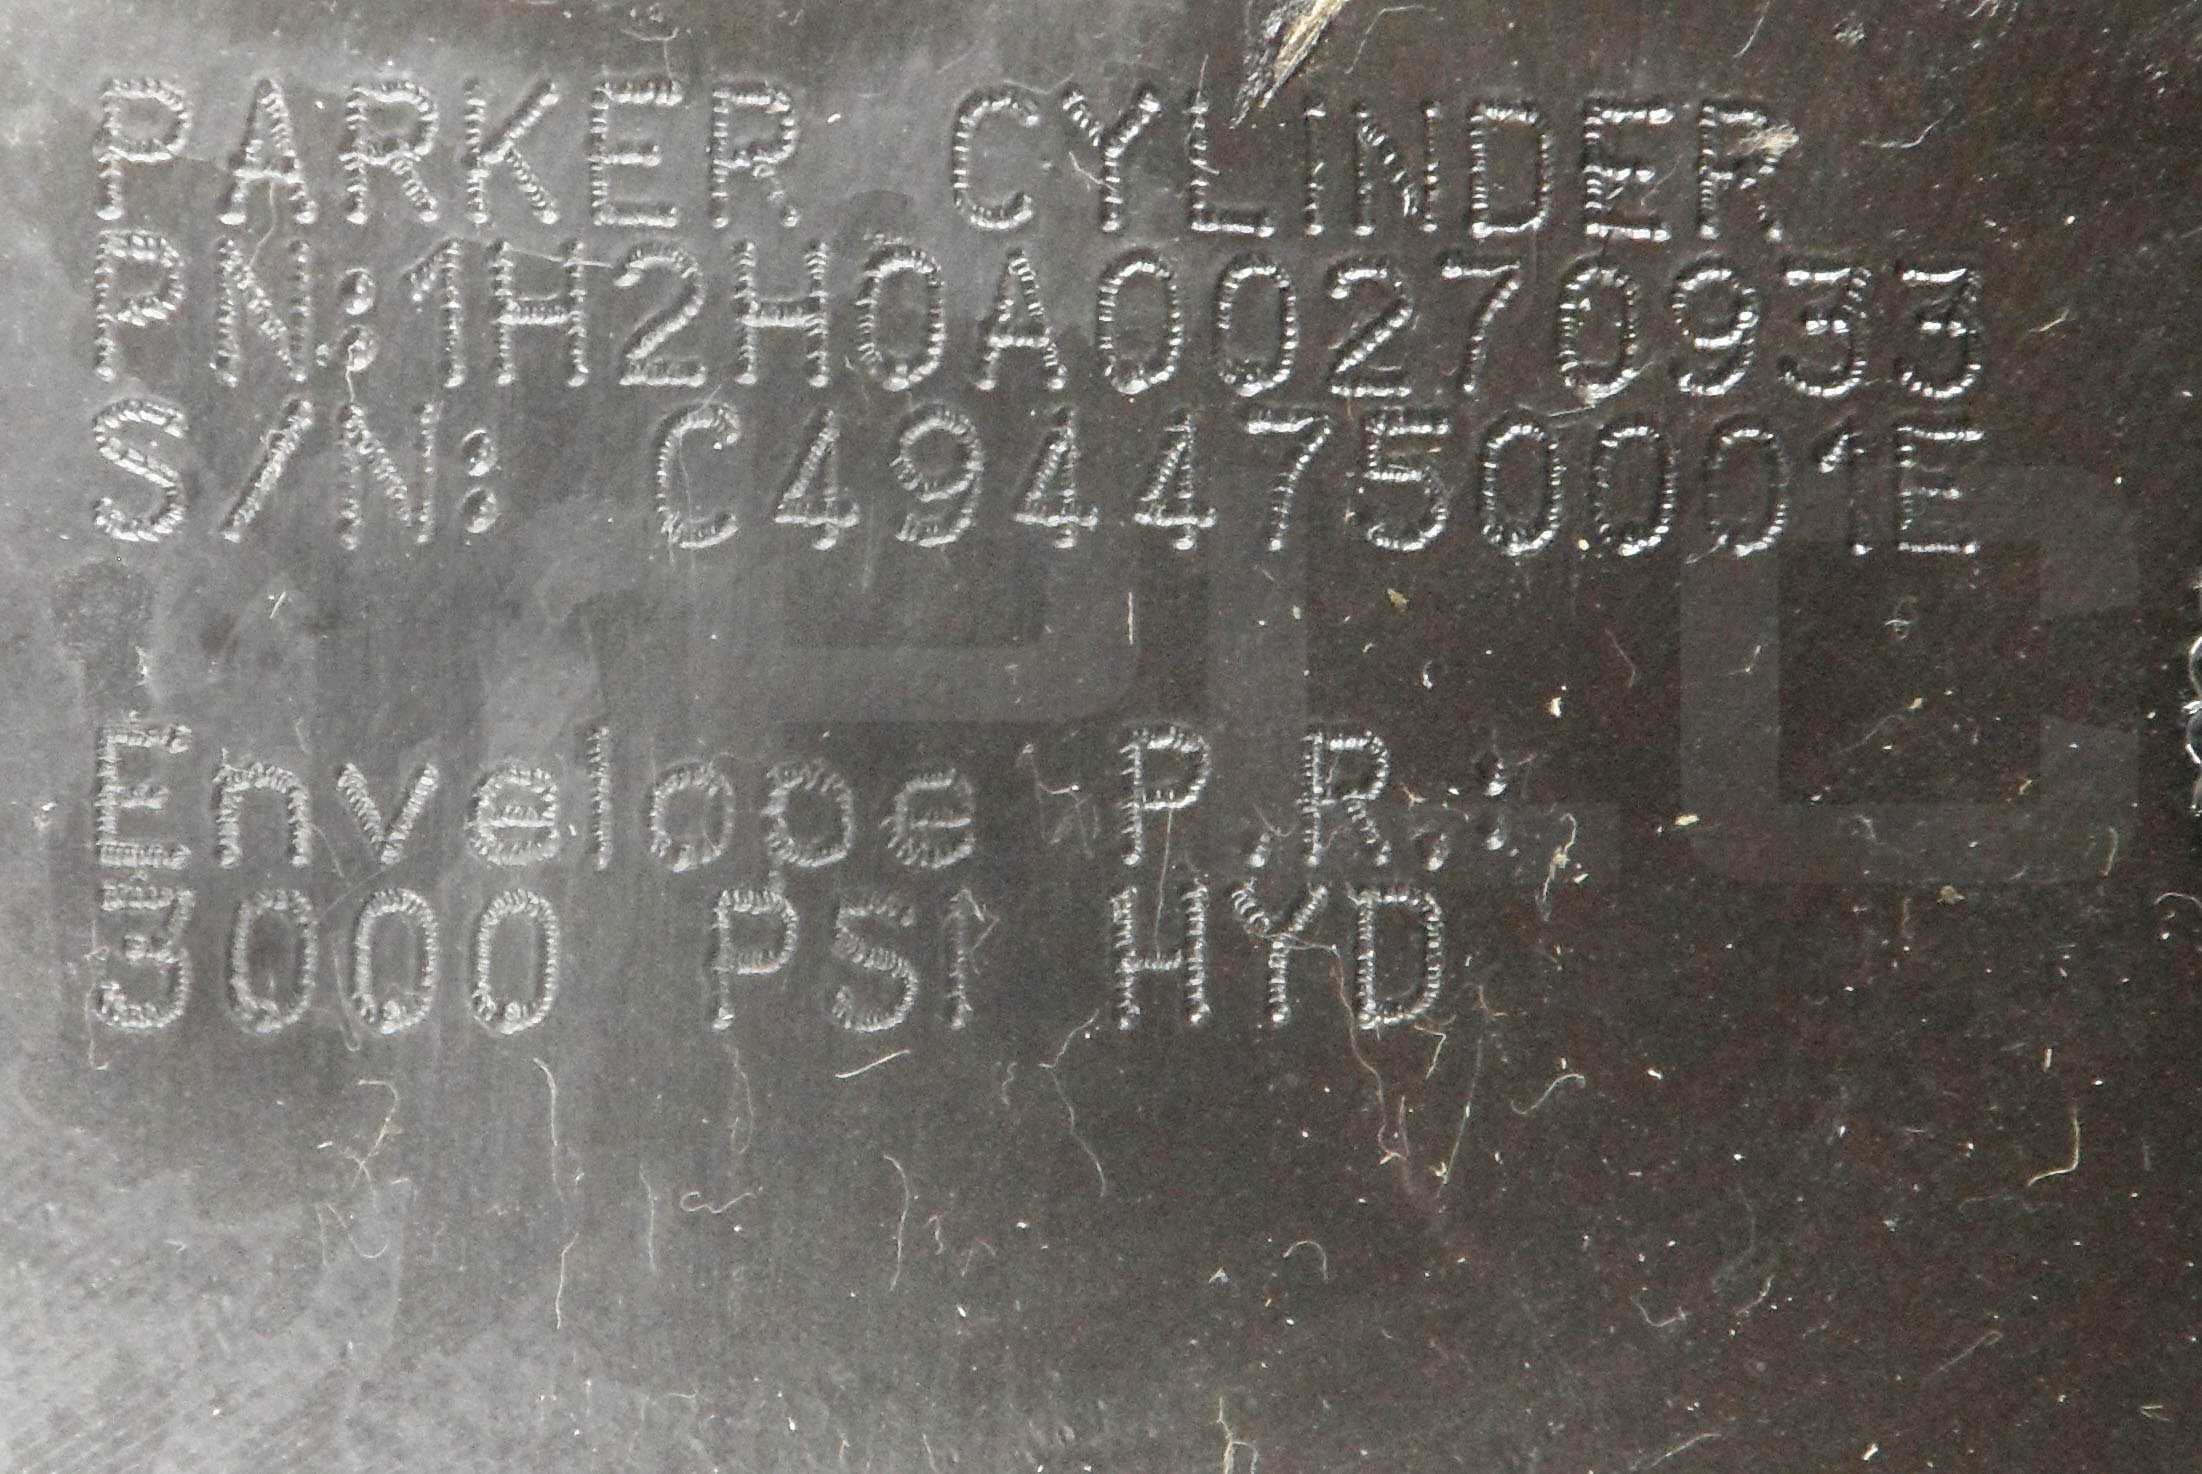 PARKER CYLINDER
PN:1H2H0A00270933
S/N: C4944750001E
Envelope P.R.:
3000 PSI HYD